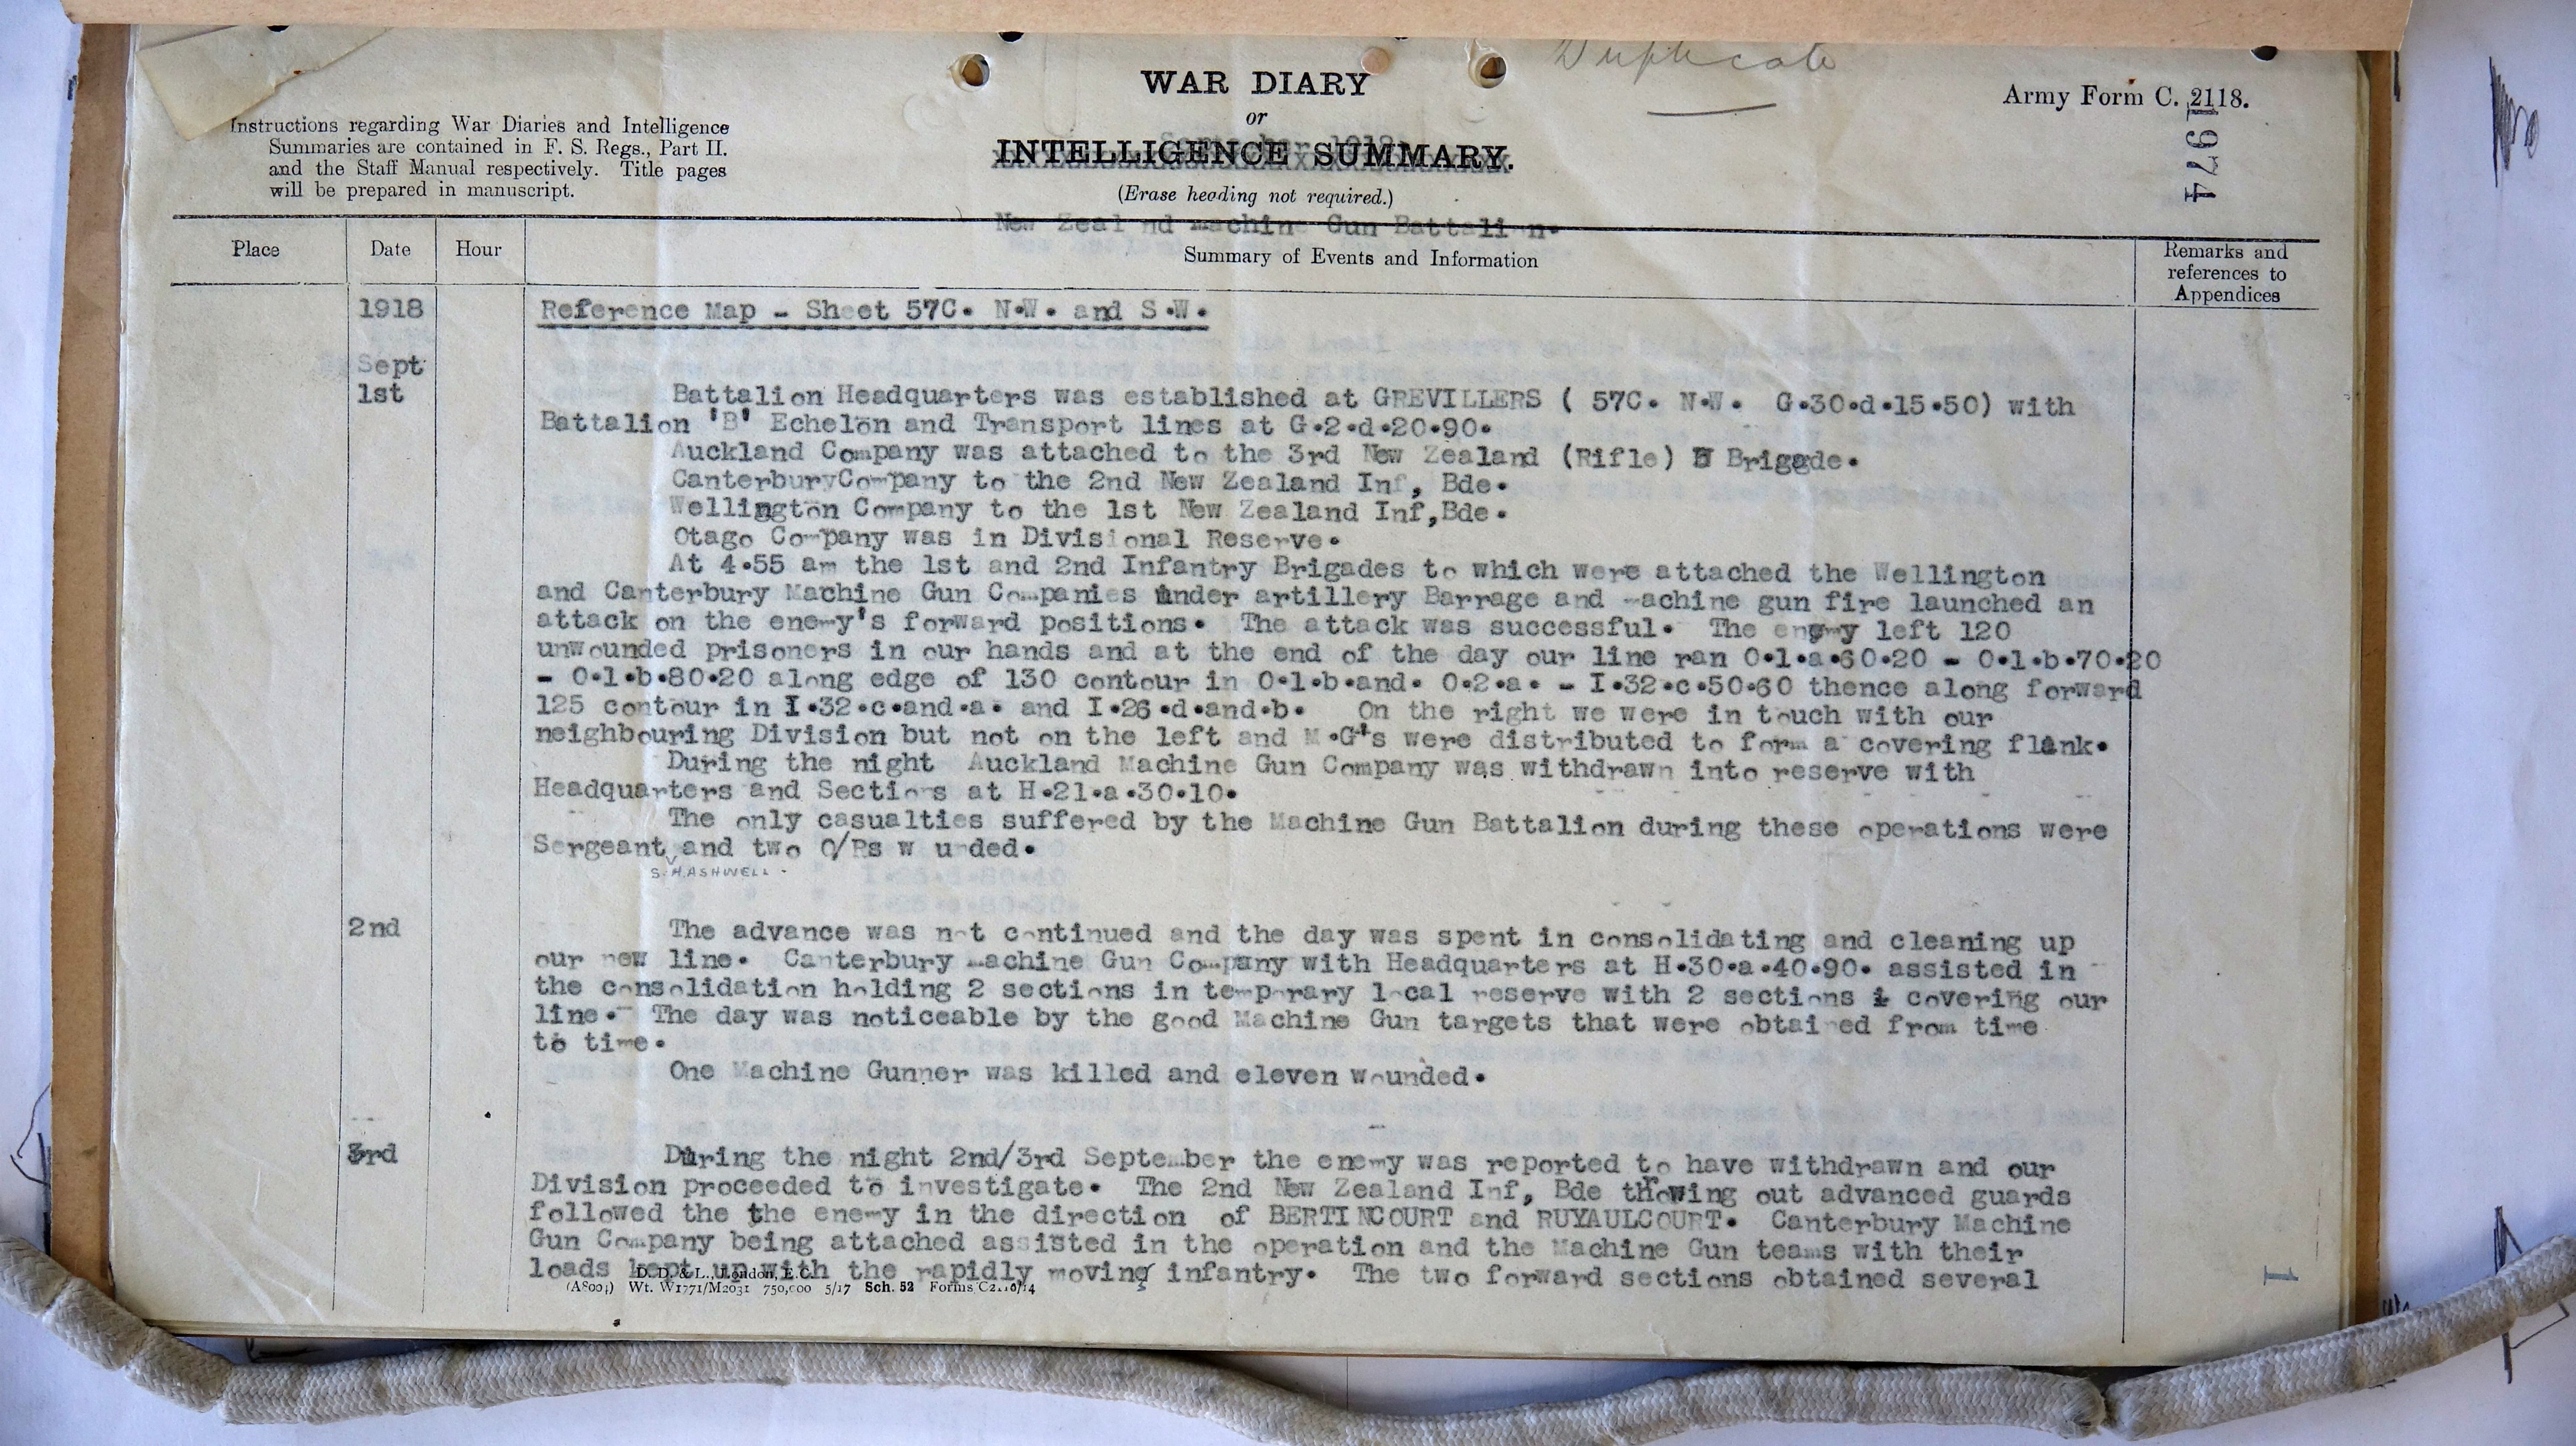 Duplicate
WAR DIARY
or
September 1918.
INTELLIGENCE SUMMARY.
(Erase heading not required.)
Army Form C. 2118.
1974
Instructions regarding War Diaries and Intelligence
Summaries are contained in F. S. Regs., Part II.
and the Staff Manual respectively. Title pages
will be prepared in manuscript.
New Zealand Machine Gun Battalion.
Place
Date
Hour
Summary of Events and Information
Remarks and
references to
Appendices
1918
Reference Map - Sheet 57C. N.W. and S.W.
Sept
1st
Battalion Headquarters was established at GREVILLERS ( 57C. N.W. G.30.d.15.50) with
Battalion 'B' Echelon and Transport lines at G.2.d.20.90.
Auckland Company was attached to the 3rd New Zealand (Rifle) Brigade.
CanterburyCompany to the 2nd New Zealand Inf, Bde.
Wellington Company to the 1st New Zealand Inf,Bde.
Otago Company was in Divisional Reserve.
At 4.55 am the 1st and 2nd Infantry Brigades to which were attached the Wellington
and Canterbury Machine Gun Companies under artillery Barrage and machine gun fire launched an
attack on the enemy's forward positions. The attack was successful. The enemy left 120
unwounded prisoners in our hands and at the end of the day our line ran O.1.a.60.20 - O.1.b.70.20
- O.1.b.80.20 along edge of 130 contour in O.1.b.and. O.2.a. - I.32.c.50.60 thence along forward
125 contour in I.32.c.and.a. and I.26.d.and.b. On the right we were in touch with our
neighbouring Division but not on the left and M.G's were distributed to form a covering flank.
During the night Auckland Machine Gun Company was withdrawn into reserve with
Headquarters and Sections at H.21.a.30.10.
The only casualties suffered by the Machine Gun Battalion during these operations were
Sergeant and two O/Rs wounded.
S.H.ASHWELL.
2nd
The advance was not continued and the day was spent in consolidating and cleaning up
our new line. Canterbury Machine Gun Company with Headquarters at H.30.a.40.90. assisted in
the consolidation holding 2 sections in temporary local reserve with 2 sections covering our
line. The day was noticeable by the good Machine Gun targets that were obtained from time
to time.
One Machine Gunner was killed and eleven wounded.
3rd
During the night 2nd/3rd September the enemy was reported to have withdrawn and our
Division proceeded to investigate. The 2nd New Zealand Inf, Bde throwing out advanced guards
followed the the enemy in the direction of BERTINCOURT and RUYAULCOURT. Canterbury Machine
Gun Company being attached assisted in the operation and the Machine Gun teams with their
loads kept up with the rapidly moving infantry. The two forward sections obtained several
D. D. & L., London, E.C.
(A8004) Wt. W1771/M2031 750,000 5/17 Sch. 52 Forms/C2118/14
1